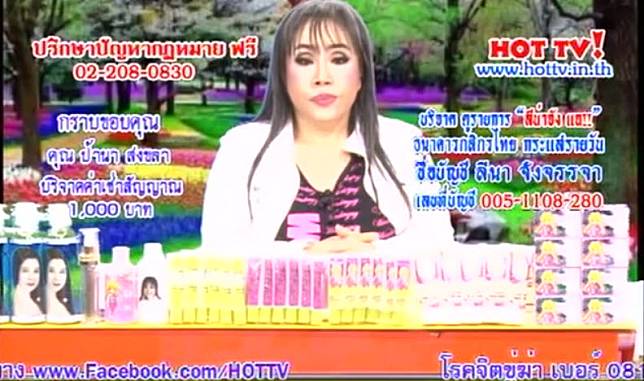 ปรึกษาปัญหากฎหมาย ฟรี
02-208-0830
HOT TV!
www.hottv.in.th
กราบขอบคุณ
คุณ ป้านา สงขลา
บริจาคค่าเช่าสัญญาณ
1,000 บาท
บริจาค ดูรายการ "ลีน่าจัง แฉ!!"
ธนาคารกสิกรไทย กระแสรายวัน
ชื่อบัญชี ลีนา จังจรรจา
เลขที่บัญชี 005-1108-280
ทาง www.Facebook.com/HOTTV
โรคจิตข่มขู่ เบอร์ 08